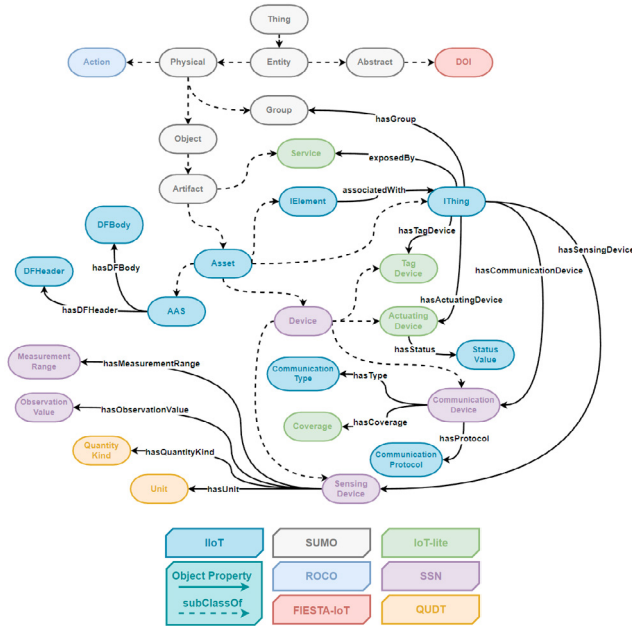 Thing
Action
Physical
Entity
Abstract
DOI
Group
hasGroup
Object
Service
exposedBy
Artifact
IElement
associatedWith
IThing
DFBody
hasTagDevice
hasSensingDevice
Asset
Tag
Device
hasCommunicationDevice
DFHeader
hasDFBody
hasActuatingDevice
hasDFHeader
AAS
Device
Actuating
Device
hasStatus
Status
Value
Measurement
Range
hasMeasurementRange
Communication
Type
hasType
Observation
Value
hasObservationValue
Communication
Device
hasCoverage
Coverage
hasProtocol
Quantity
Kind
hasQuantityKind
Communication
Protocol
Unit
hasUnit
Sensing
Device
IIoT
SUMO
IoT-lite
Object Property
ROCO
SSN
subClassOf
FIESTA-IoT
QUDT